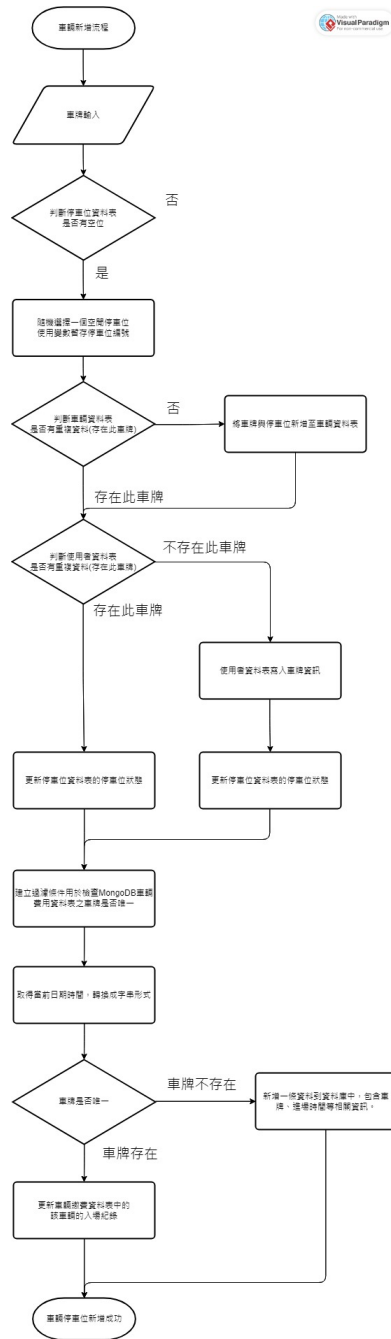 車輛新增流程
Made with
Visual Paradigm
For non-commercial use
車牌輸入
判斷停車位資料表
是否有空位
否
是
隨機選擇一個空閒停車位
使用變數暫存停車位編號
判斷車輛資料表
是否有重複資料(存在此車牌)
否
將車牌與停車位新增至車輛資料表
存在此車牌
判斷使用者資料表
是否有重複資料(存在此車牌)
不存在此車牌
存在此車牌
使用者資料表寫入車牌資訊
更新停車位資料表的停車位狀態
更新停車位資料表的停車位狀態
建立過濾條件用於檢查MongoDB車輛
費用資料表之車牌是否唯一
取得當前日期時間，轉換成字串形式
車牌是否唯一
車牌不存在
新增一條資料到資料庫中，包含車
牌、進場時間等相關資訊。
車牌存在
更新車輛繳費資料表中的
該車輛的入場紀錄
車輛停車位新增成功